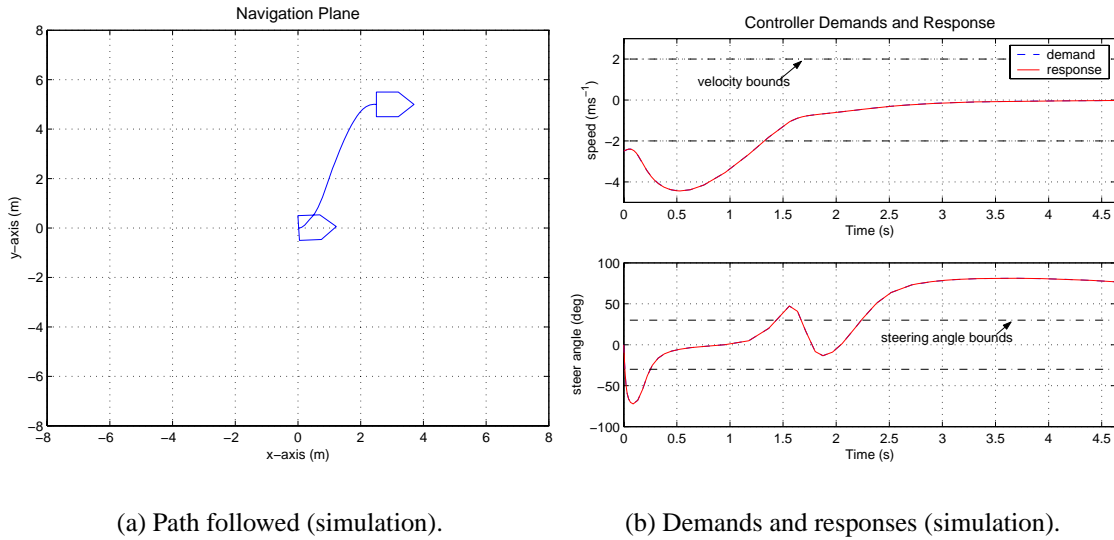 Navigation Plane
8
6
4
2
0
−2
−4
−6
−8
y−axis (m)
−8 −6 −4 −2 0 2 4 6 8
x−axis (m)
(a) Path followed (simulation).
Controller Demands and Response
demand
response
velocity bounds
2
0
−2
−4
speed (ms⁻¹)
0 0.5 1 1.5 2 2.5 3 3.5 4 4.5
Time (s)
100
50
0
−50
−100
steer angle (deg)
steering angle bounds
0 0.5 1 1.5 2 2.5 3 3.5 4 4.5
Time (s)
(b) Demands and responses (simulation).